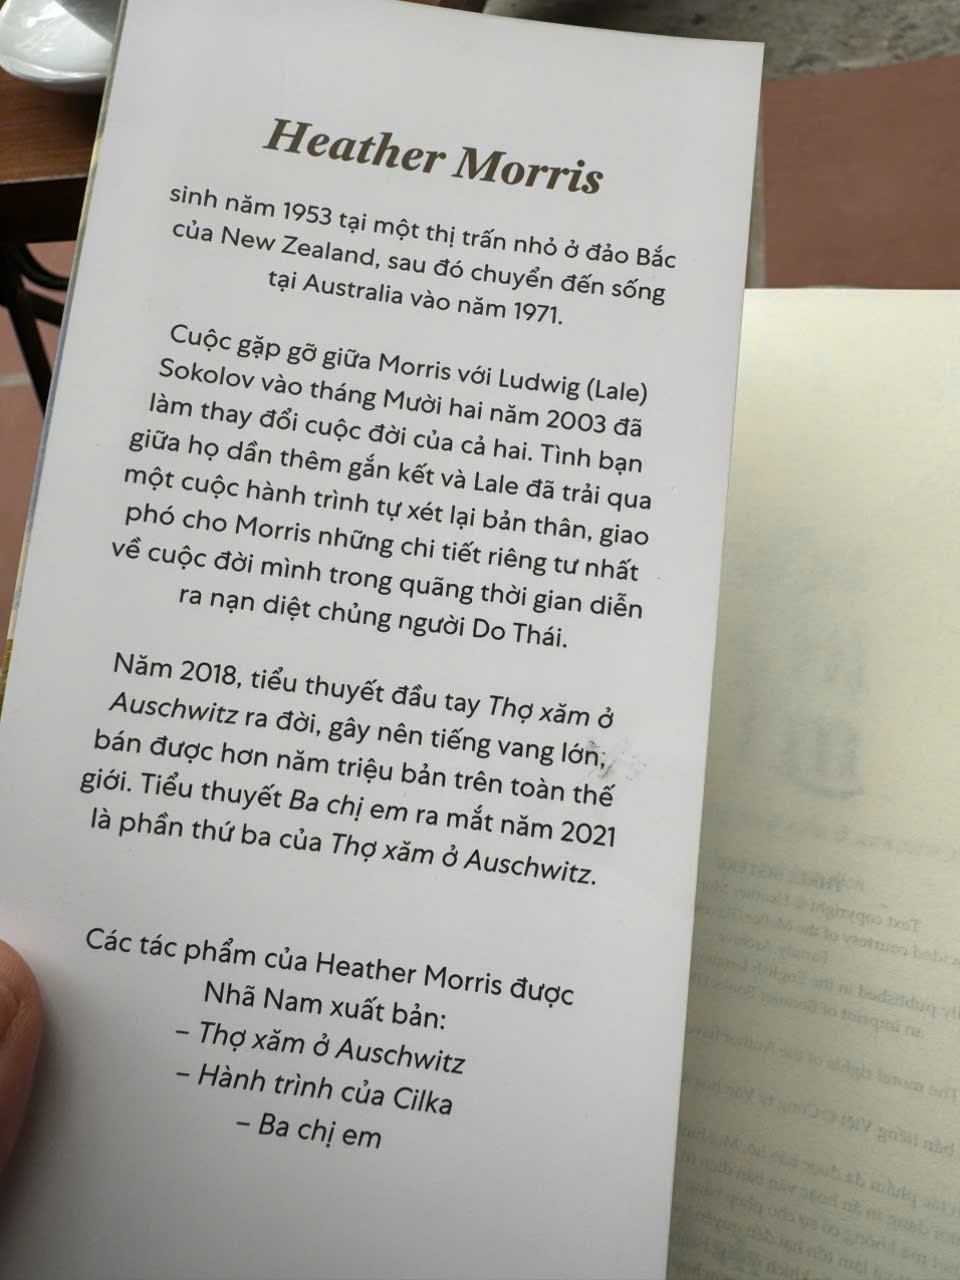 Heather Morris
sinh năm 1953 tại một thị trấn nhỏ ở đảo Bắc
của New Zealand, sau đó chuyển đến sống
tại Australia vào năm 1971.
Cuộc gặp gỡ giữa Morris với Ludwig (Lale)
Sokolov vào tháng Mười hai năm 2003 đã
làm thay đổi cuộc đời của cả hai. Tình bạn
giữa họ dần thêm gắn kết và Lale đã trải qua
một cuộc hành trình tự xét lại bản thân, giao
phó cho Morris những chi tiết riêng tư nhất
về cuộc đời mình trong quãng thời gian diễn
ra nạn diệt chủng người Do Thái.
Năm 2018, tiểu thuyết đầu tay Thợ xăm ở
Auschwitz ra đời, gây nên tiếng vang lớn,
bán được hơn năm triệu bản trên toàn thế
giới. Tiểu thuyết Ba chị em ra mắt năm 2021
là phần thứ ba của Thợ xăm ở Auschwitz.
Các tác phẩm của Heather Morris được
Nhã Nam xuất bản:
– Thợ xăm ở Auschwitz
– Hành trình của Cilka
– Ba chị em